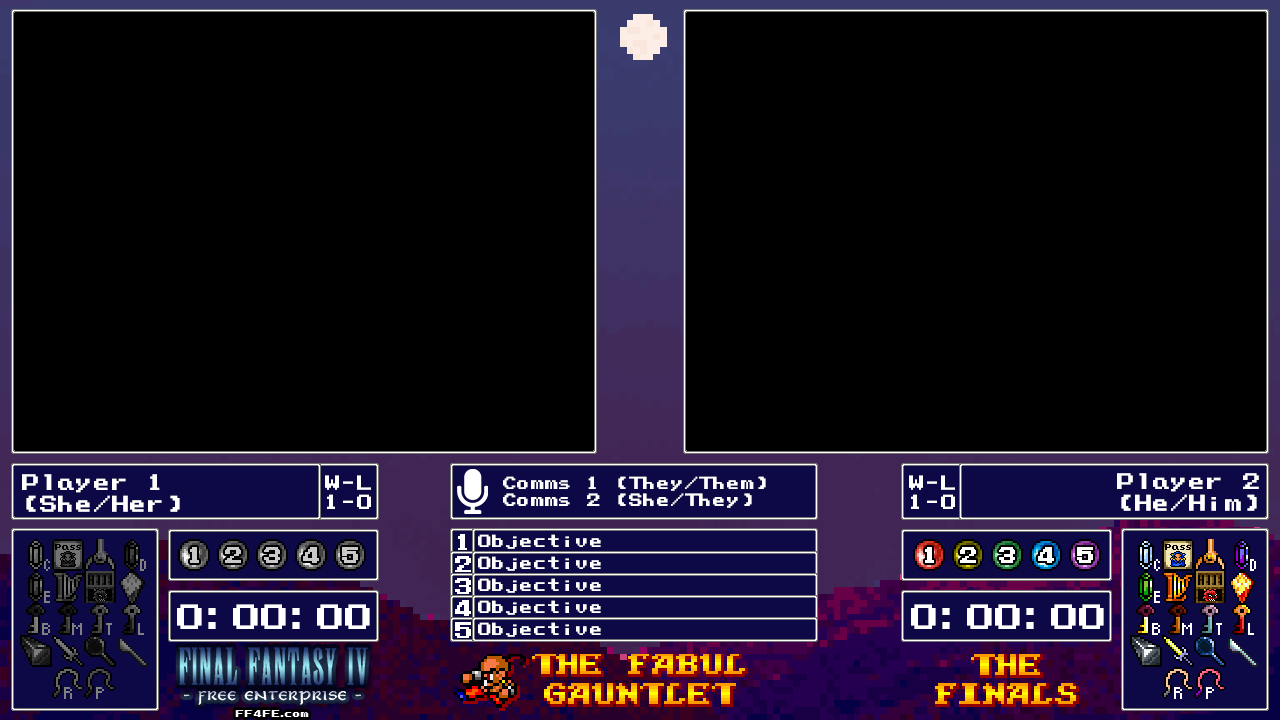 Player 1
(She/Her)
W-L
1-0
Comms 1 (They/Them)
Comms 2 (She/They)
W-L
1-0
Player 2
(He/Him)
Pass
C
D
E
B
M
T
L
R
P
1 2 3 4 5
0:00:00
FINAL FANTASY IV
- FREE ENTERPRISE -
FF4FE.com
1 Objective
2 Objective
3 Objective
4 Objective
5 Objective
THE FABUL
GAUNTLET
1 2 3 4 5
0:00:00
THE
FINALS
Pass
C
D
E
B
M
T
L
R
P